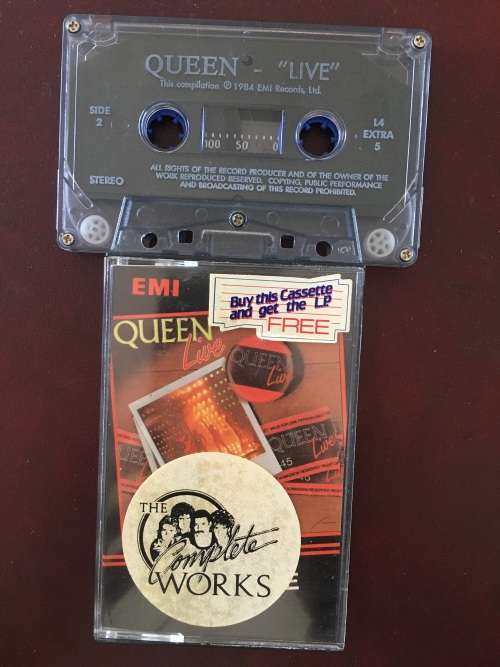 QUEEN - "LIVE"
This compilation ℗ 1984 EMI Records, Ltd.
SIDE
2
L4
EXTRA
5
100 50 0
STEREO
ALL RIGHTS OF THE RECORD PRODUCER AND OF THE OWNER OF THE
WORK REPRODUCED RESERVED. COPYING, PUBLIC PERFORMANCE
AND BROADCASTING OF THIS RECORD PROHIBITED.
EMI
Buy this Cassette
and get the LP
FREE
QUEEN
Live
QUEEN
Live
QUEEN
Live
45
THE
Complete
WORKS
E